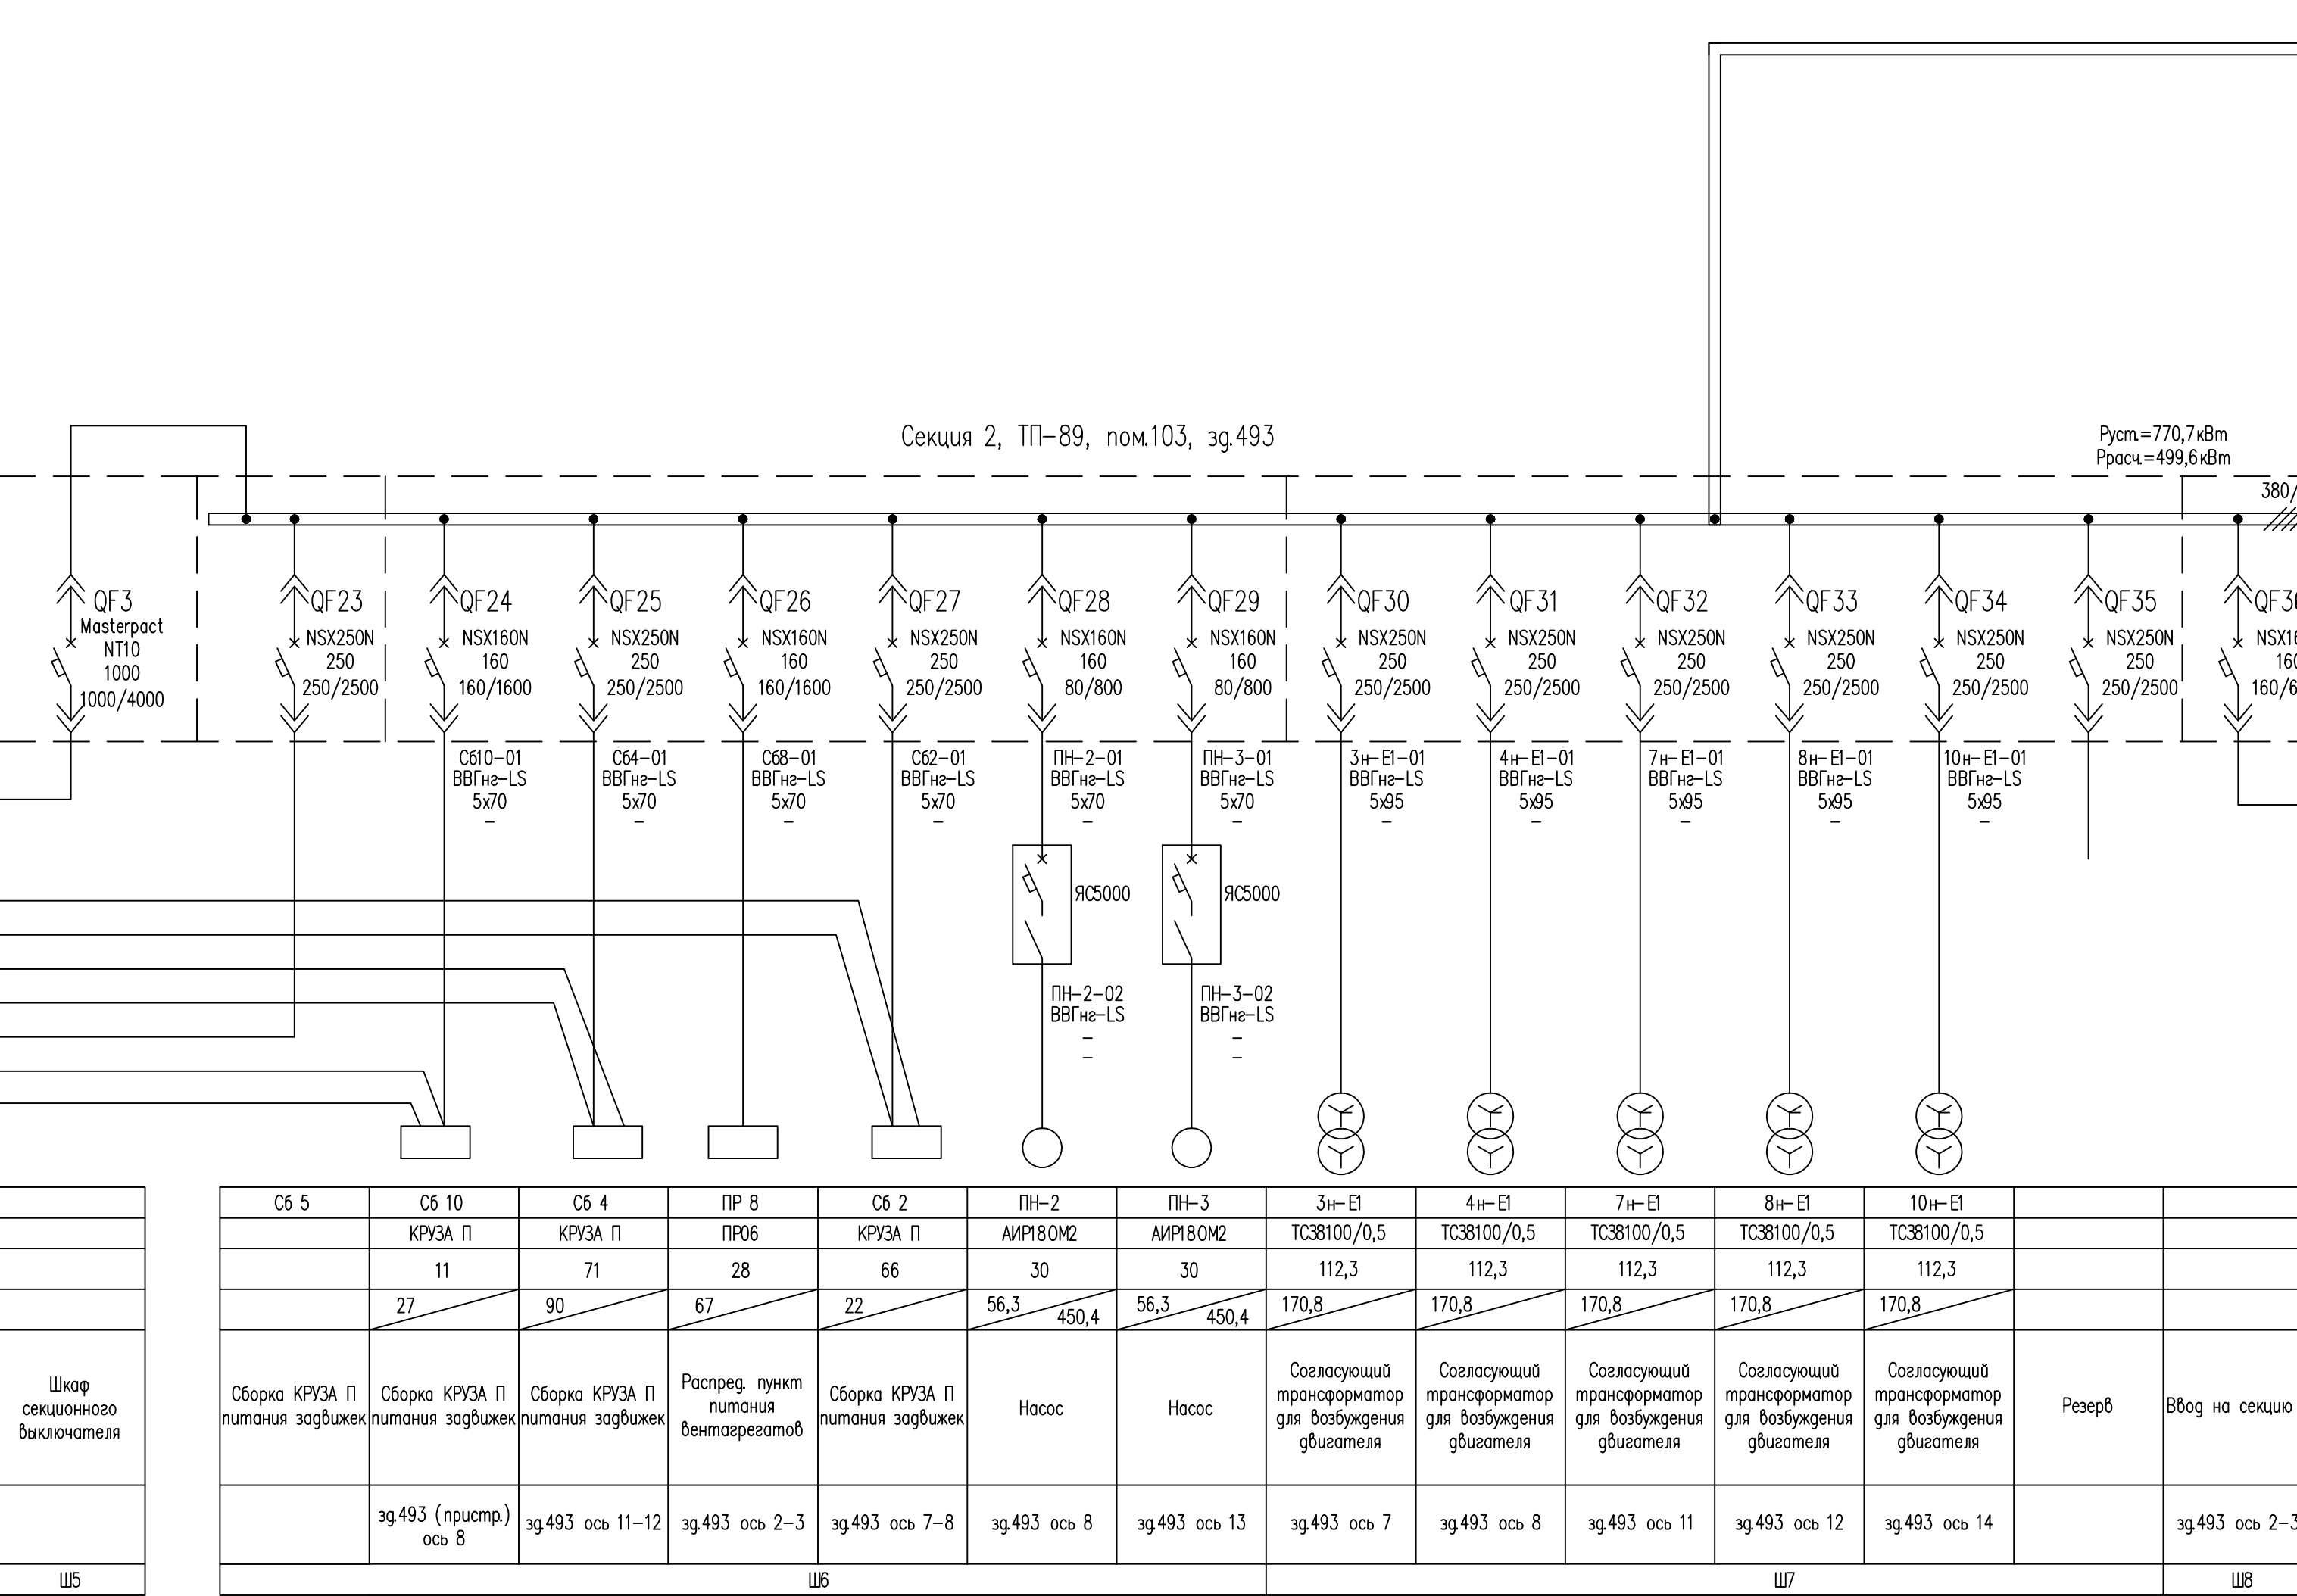 Секция 2, ТП-89, пом.103, зд.493
Руст.=770,7кВт
Ррасч.=499,6кВт
380/
QF3
Masterpact
NT10
1000
1000/4000
QF23
NSX250N
250
250/2500
QF24
NSX160N
160
160/1600
QF25
NSX250N
250
250/2500
QF26
NSX160N
160
160/1600
QF27
NSX250N
250
250/2500
QF28
NSX160N
160
80/800
QF29
NSX160N
160
80/800
QF30
NSX250N
250
250/2500
QF31
NSX250N
250
250/2500
QF32
NSX250N
250
250/2500
QF33
NSX250N
250
250/2500
QF34
NSX250N
250
250/2500
QF35
NSX250N
250
250/2500
Сб10-01
ВВГнг-LS
5х70
–
Сб4-01
ВВГнг-LS
5х70
–
Сб8-01
ВВГнг-LS
5х70
–
Сб2-01
ВВГнг-LS
5х70
–
ПН-2-01
ВВГнг-LS
5х70
–
ПН-3-01
ВВГнг-LS
5х70
–
3н-Е1-01
ВВГнг-LS
5х95
–
4н-Е1-01
ВВГнг-LS
5х95
–
7н-Е1-01
ВВГнг-LS
5х95
–
8н-Е1-01
ВВГнг-LS
5х95
–
10н-Е1-01
ВВГнг-LS
5х95
–
ЯС5000
ЯС5000
ПН-2-02
ВВГнг-LS
–
–
ПН-3-02
ВВГнг-LS
–
–
Сб 5 Сб 10 Сб 4 ПР 8 Сб 2 ПН-2 ПН-3 3н-Е1 4н-Е1 7н-Е1 8н-Е1 10н-Е1
КРУЗА П КРУЗА П ПР06 КРУЗА П АИР180М2 АИР180М2 ТС38100/0,5 ТС38100/0,5 ТС38100/0,5 ТС38100/0,5 ТС38100/0,5
11 71 28 66 30 30 112,3 112,3 112,3 112,3 112,3
27 90 67 22 56,3 450,4 56,3 450,4 170,8 170,8 170,8 170,8 170,8
Шкаф
секционного
выключателя
Сборка КРУЗА П
питания задвижек
Сборка КРУЗА П
питания задвижек
Сборка КРУЗА П
питания задвижек
Распред. пункт
питания
вентагрегатов
Сборка КРУЗА П
питания задвижек
Насос
Насос
Согласующий
трансформатор
для возбуждения
двигателя
Согласующий
трансформатор
для возбуждения
двигателя
Согласующий
трансформатор
для возбуждения
двигателя
Согласующий
трансформатор
для возбуждения
двигателя
Согласующий
трансформатор
для возбуждения
двигателя
Резерв
Ввод на секцию
зд.493 (пристр.)
ось 8
зд.493 ось 11-12
зд.493 ось 2-3
зд.493 ось 7-8
зд.493 ось 8
зд.493 ось 13
зд.493 ось 7
зд.493 ось 8
зд.493 ось 11
зд.493 ось 12
зд.493 ось 14
зд.493 ось 2-3
Ш5 Ш6 Ш7 Ш8